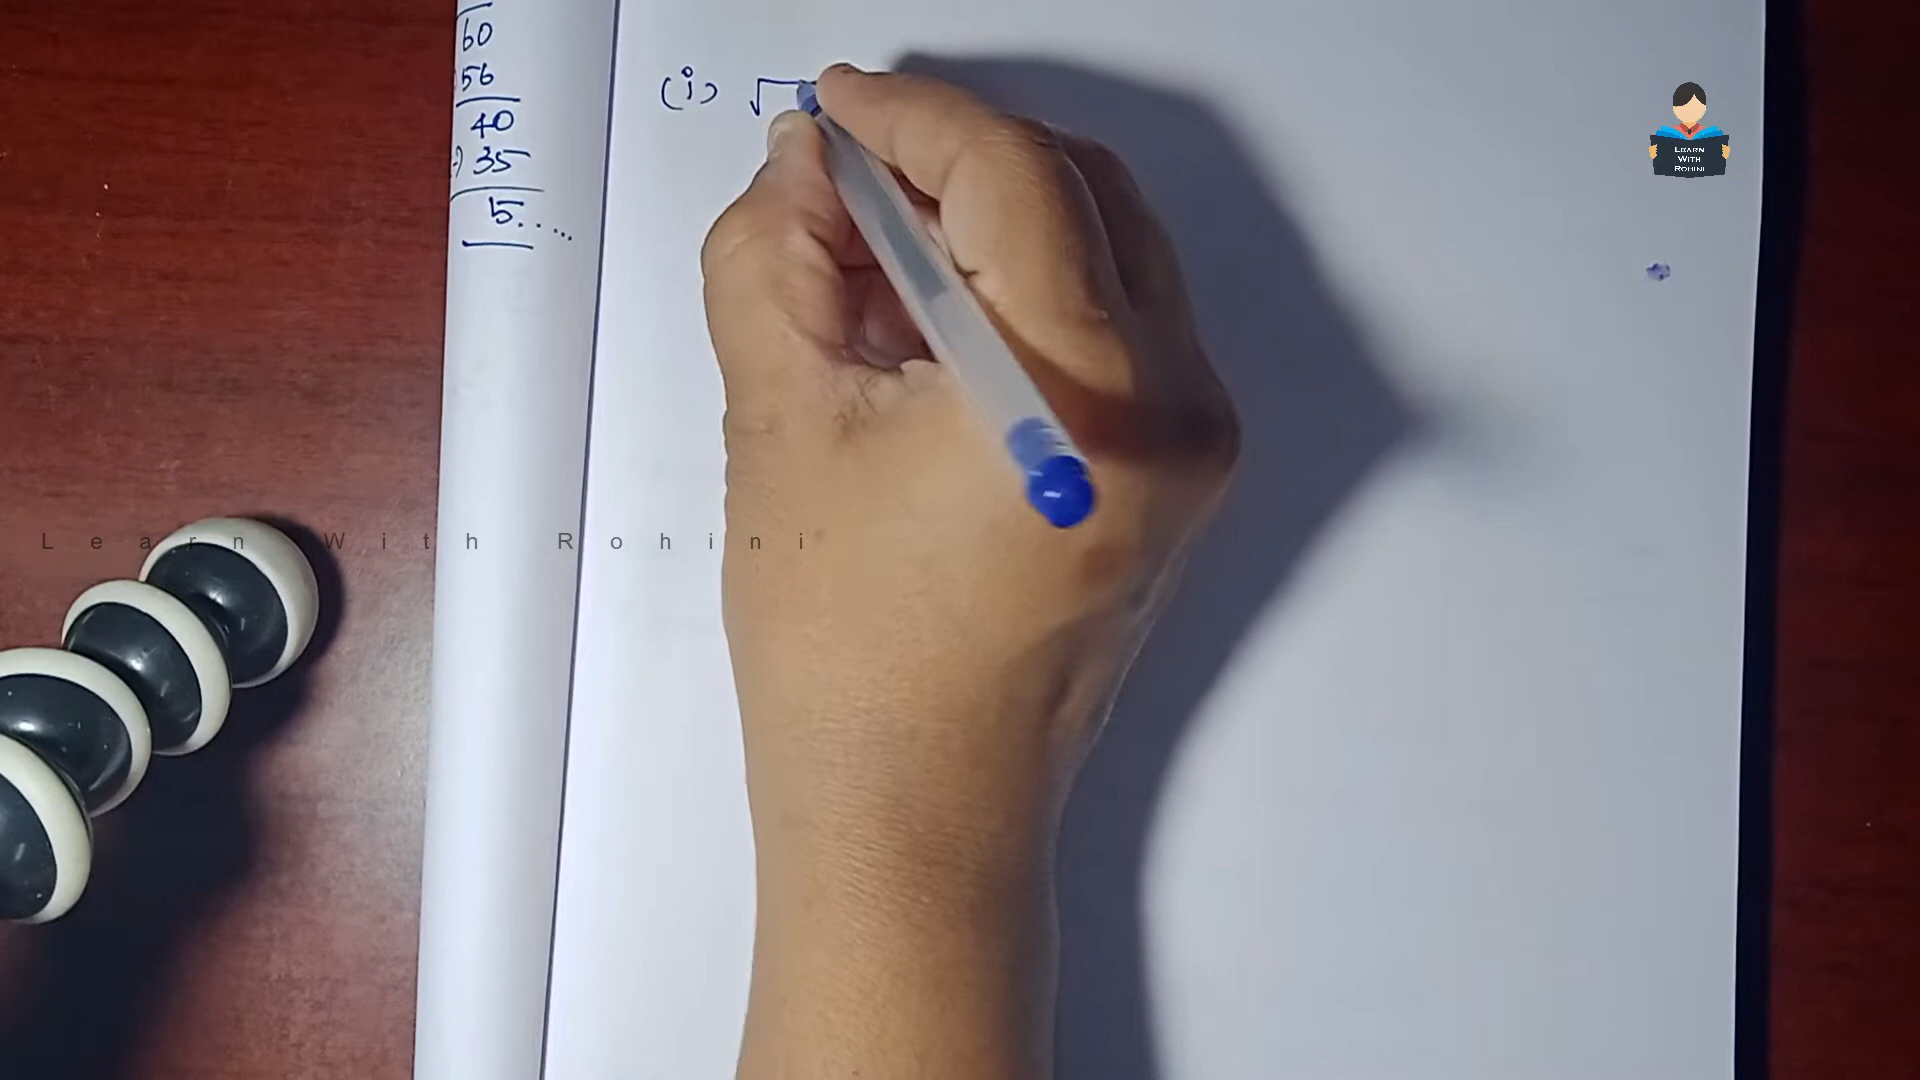 60
56
40
35
5.....
(i) √
LEARN
WITH
ROHINI
Learn With Rohini